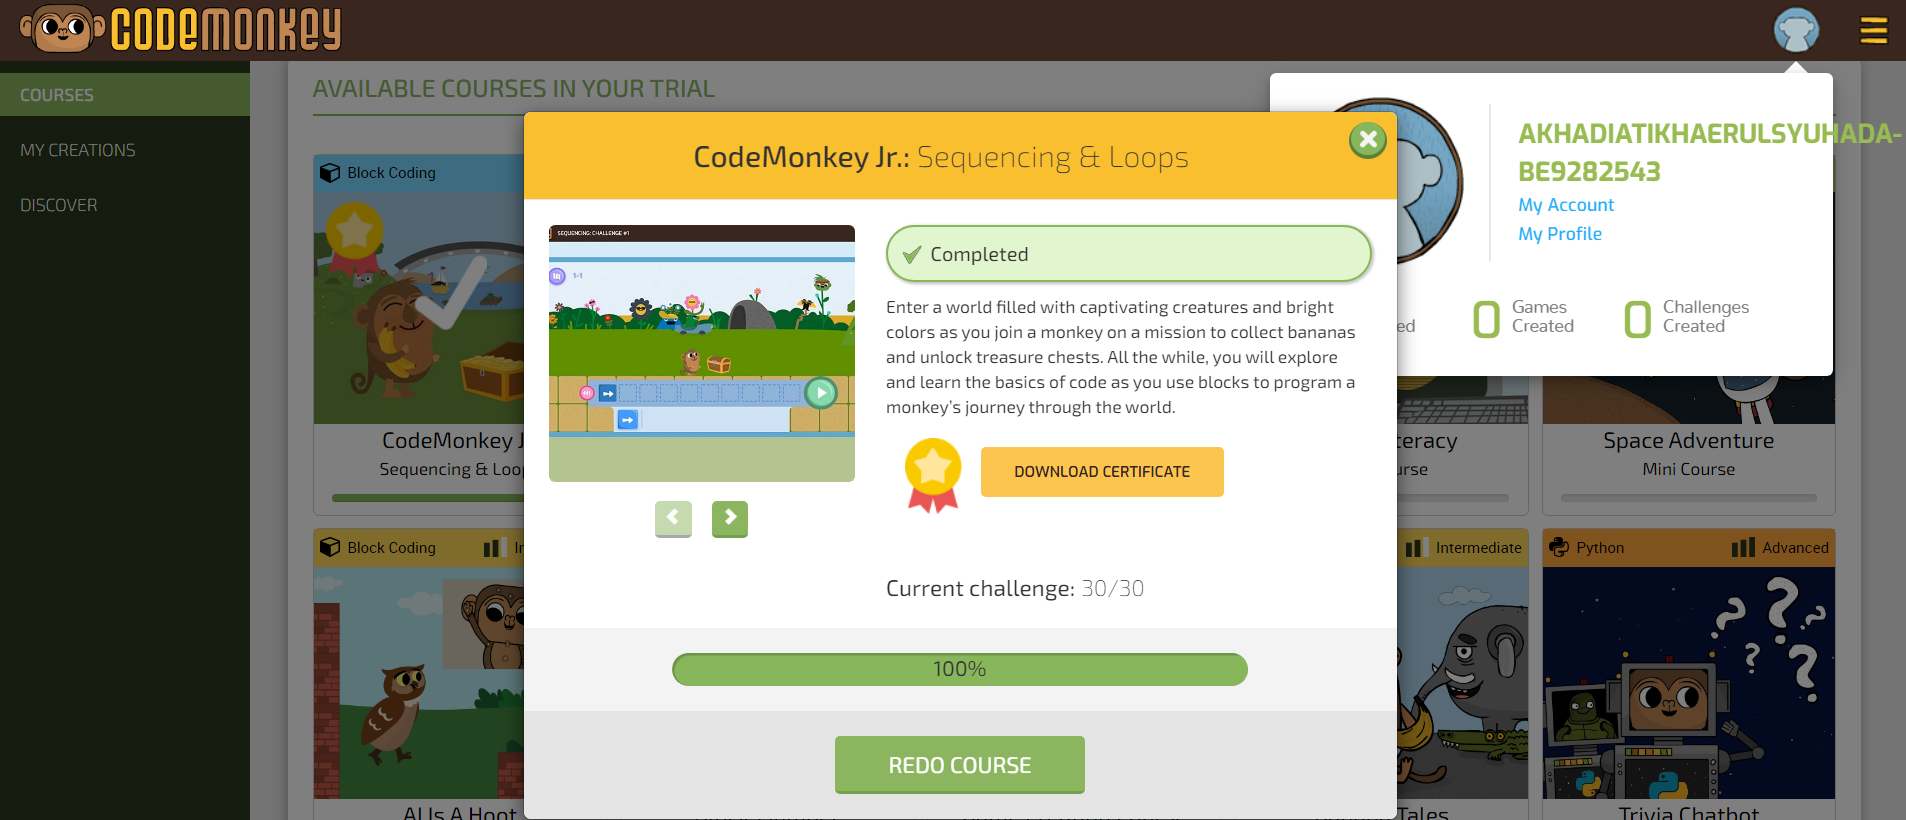 CODEMONKEY
COURSES
MY CREATIONS
DISCOVER
AVAILABLE COURSES IN YOUR TRIAL
AKHADIATIKHAERULSYUHADA-
BE9282543
My Account
My Profile
ed
0 Games Created
0 Challenges Created
Block Coding
CodeMonkey J
Sequencing & Loo
CodeMonkey Jr.: Sequencing & Loops
SEQUENCING: CHALLENGE #1
1-1
Completed
Enter a world filled with captivating creatures and bright
colors as you join a monkey on a mission to collect bananas
and unlock treasure chests. All the while, you will explore
and learn the basics of code as you use blocks to program a
monkey's journey through the world.
DOWNLOAD CERTIFICATE
Current challenge: 30/30
100%
REDO COURSE
teracy
urse
Space Adventure
Mini Course
Block Coding
In
AI Is A Hoot
Intermediate
Tales
Python
Advanced
Trivia Chatbot